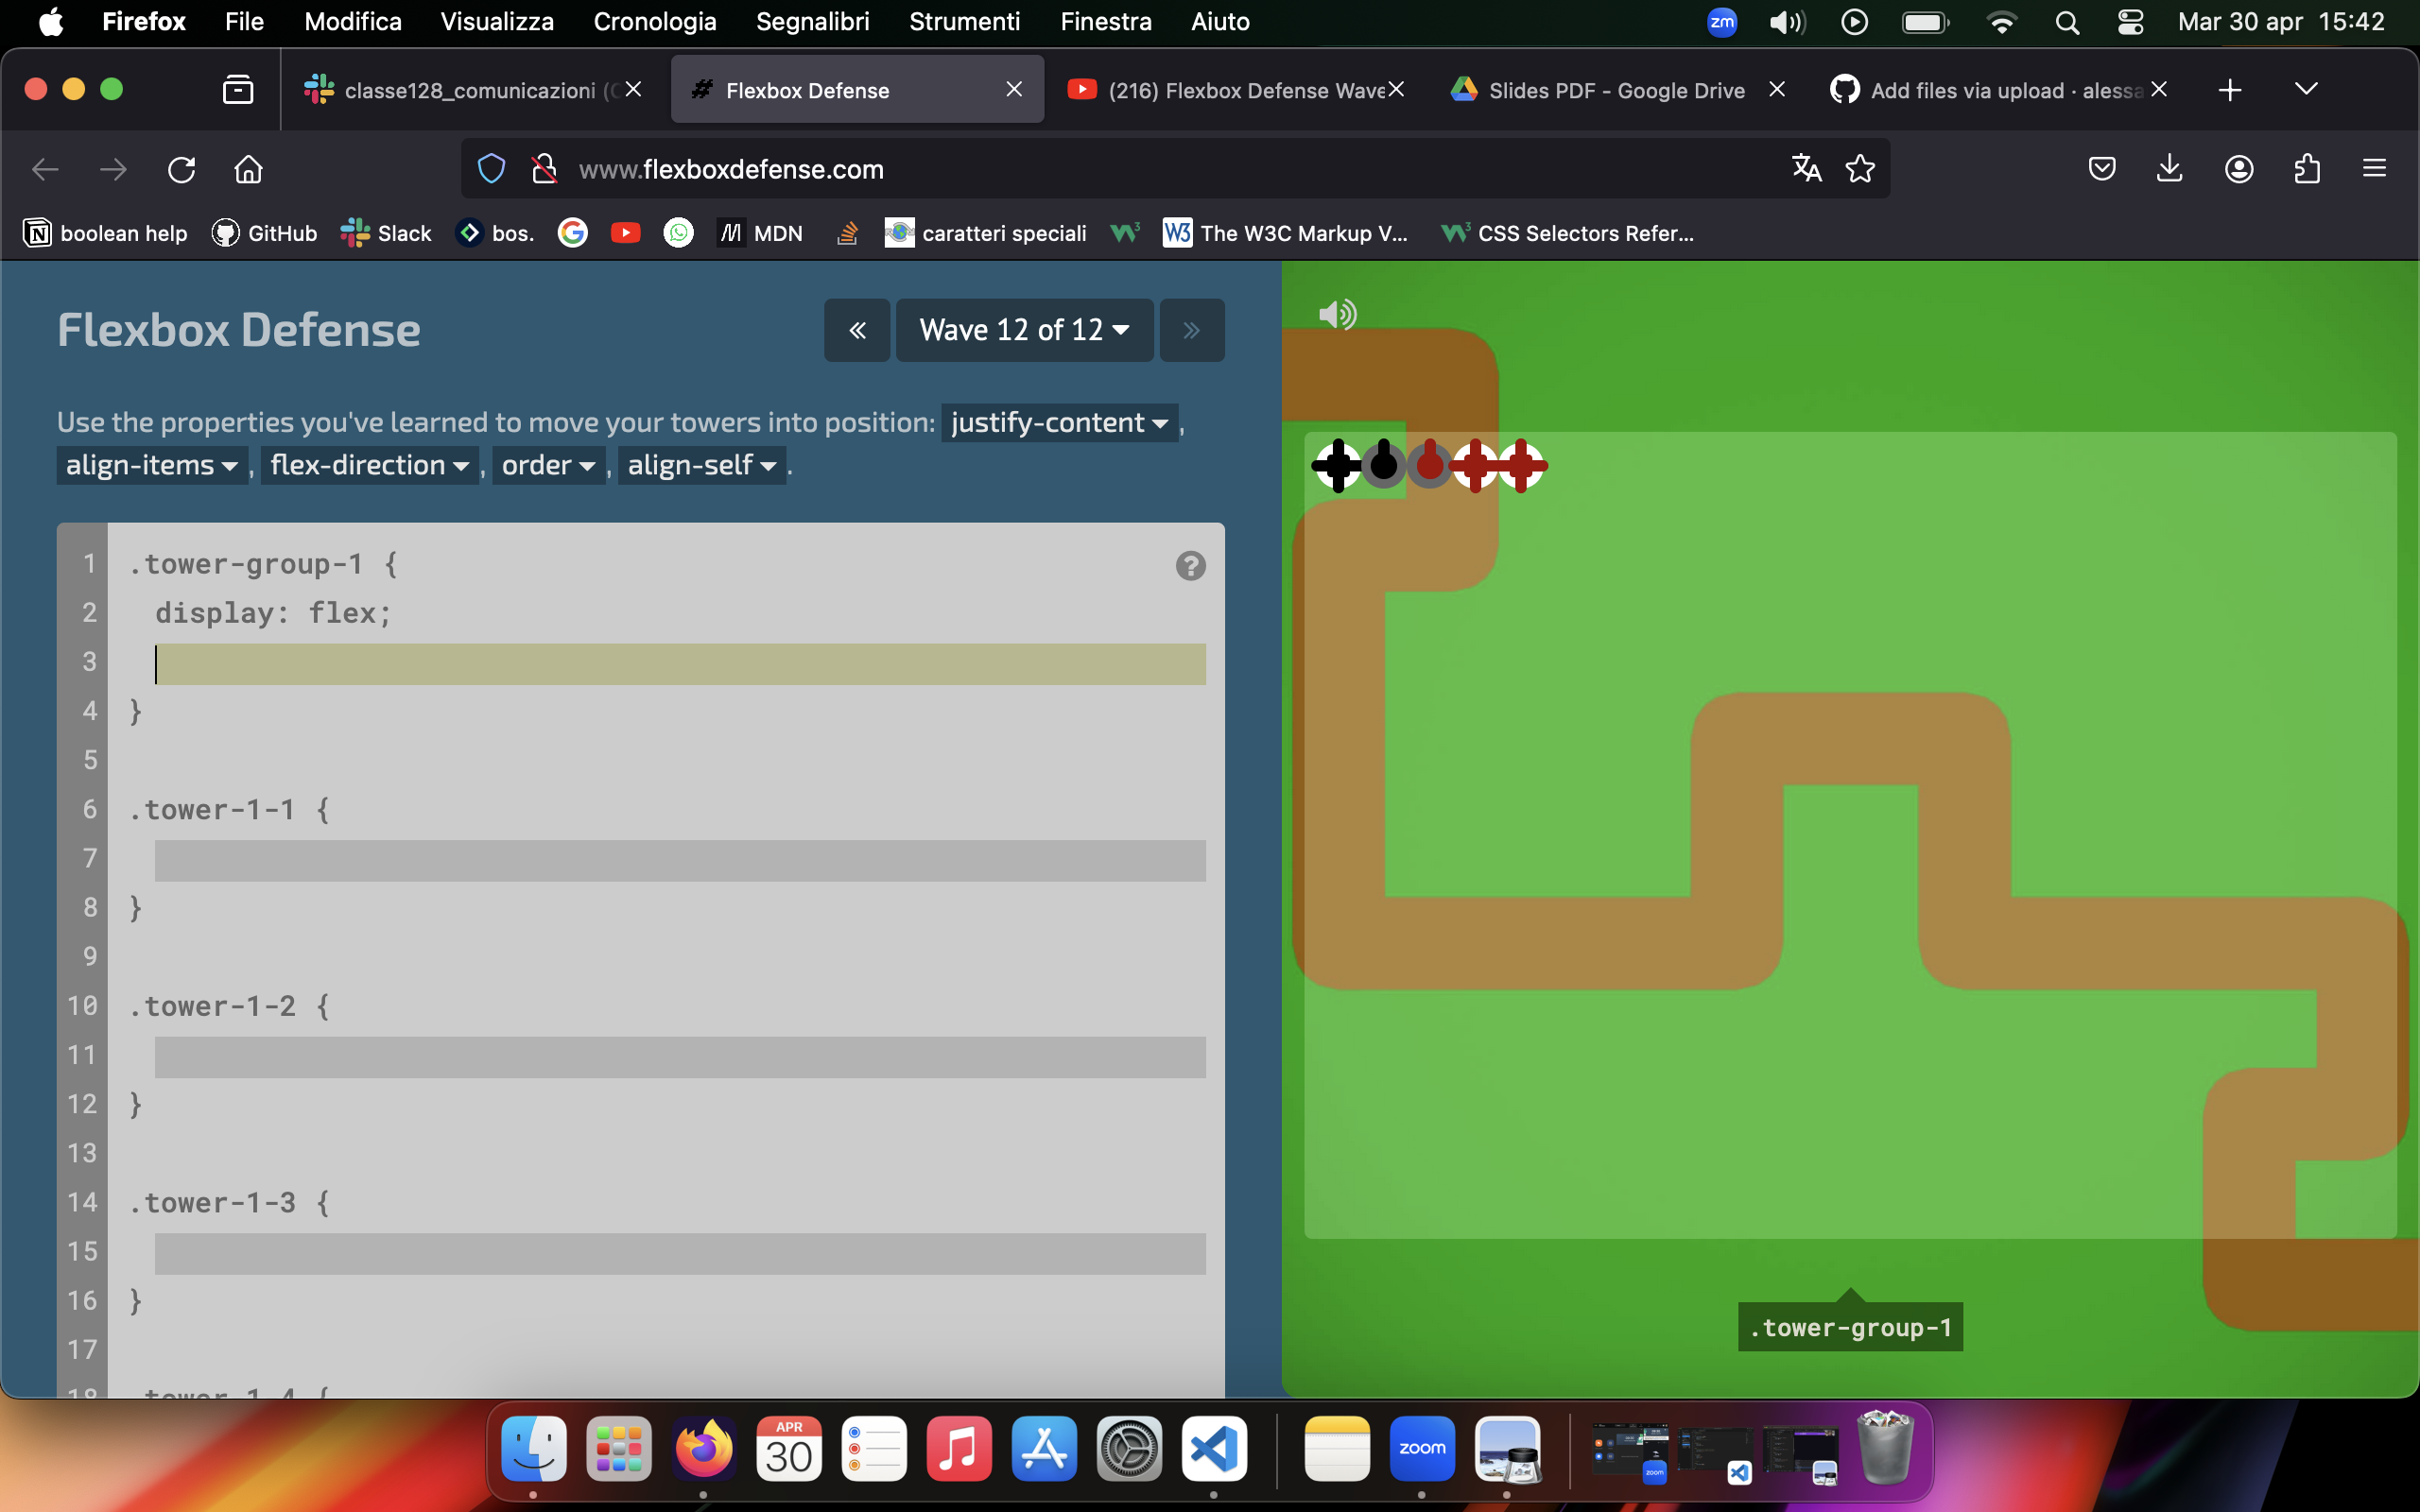 Firefox File Modifica Visualizza Cronologia Segnalibri Strumenti Finestra Aiuto zm Mar 30 apr 15:42
classe128_comunicazioni ( Flexbox Defense (216) Flexbox Defense Wave Slides PDF - Google Drive Add files via upload · alessa
www.flexboxdefense.com
boolean help GitHub Slack bos. MDN caratteri speciali The W3C Markup V... CSS Selectors Refer...
Flexbox Defense
« Wave 12 of 12 »
Use the properties you've learned to move your towers into position: justify-content ,
align-items , flex-direction , order , align-self .
1 .tower-group-1 {
2 display: flex;
3
4 }
5
6 .tower-1-1 {
7
8 }
9
10 .tower-1-2 {
11
12 }
13
14 .tower-1-3 {
15
16 }
17
18 .tower-1-4 {
?
.tower-group-1
APR
30
zoom